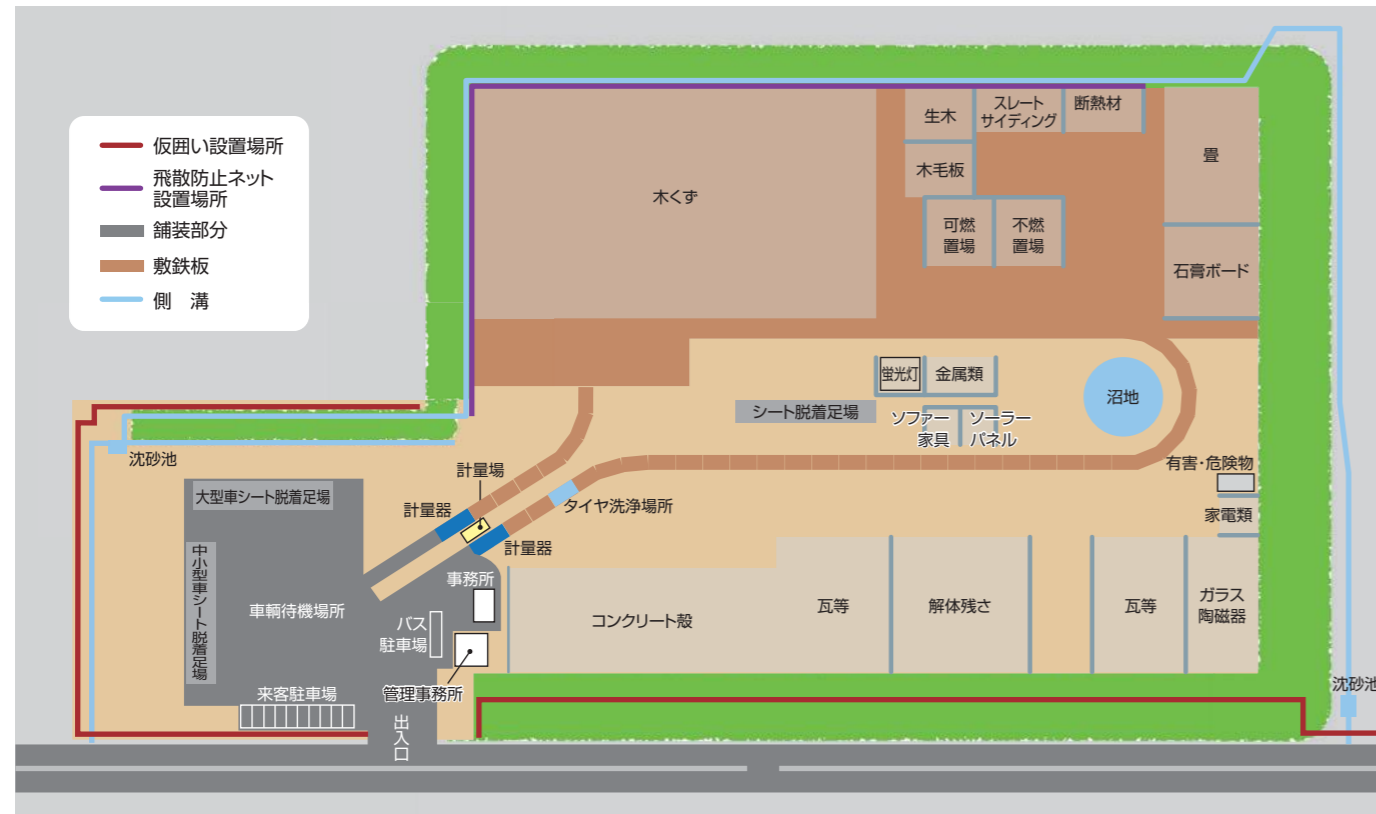 仮囲い設置場所
飛散防止ネット
設置場所
舗装部分
敷鉄板
側　溝
木くず
生木
スレート
サイディング
断熱材
木毛板
畳
可燃
置場
不燃
置場
石膏ボード
蛍光灯
金属類
シート脱着足場
ソファー
家具
ソーラー
パネル
沼地
沈砂池
計量場
有害・危険物
大型車シート脱着足場
計量器
タイヤ洗浄場所
家電類
計量器
中小型車シート脱着足場
事務所
車輌待機場所
バス
駐車場
コンクリート殻
瓦等
解体残さ
瓦等
ガラス
陶磁器
来客駐車場
管理事務所
沈砂池
出入口